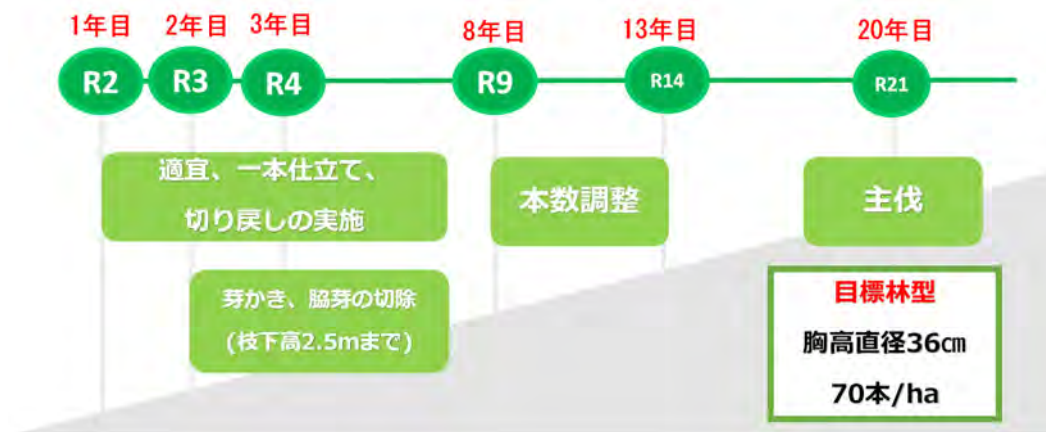 1年目 2年目 3年目 8年目 13年目 20年目
R2 R3 R4 R9 R14 R21
適宜、一本仕立て、
切り戻しの実施
本数調整
主伐
芽かき、脇芽の切除
(枝下高2.5mまで)
目標林型
胸高直径36㎝
70本/ha